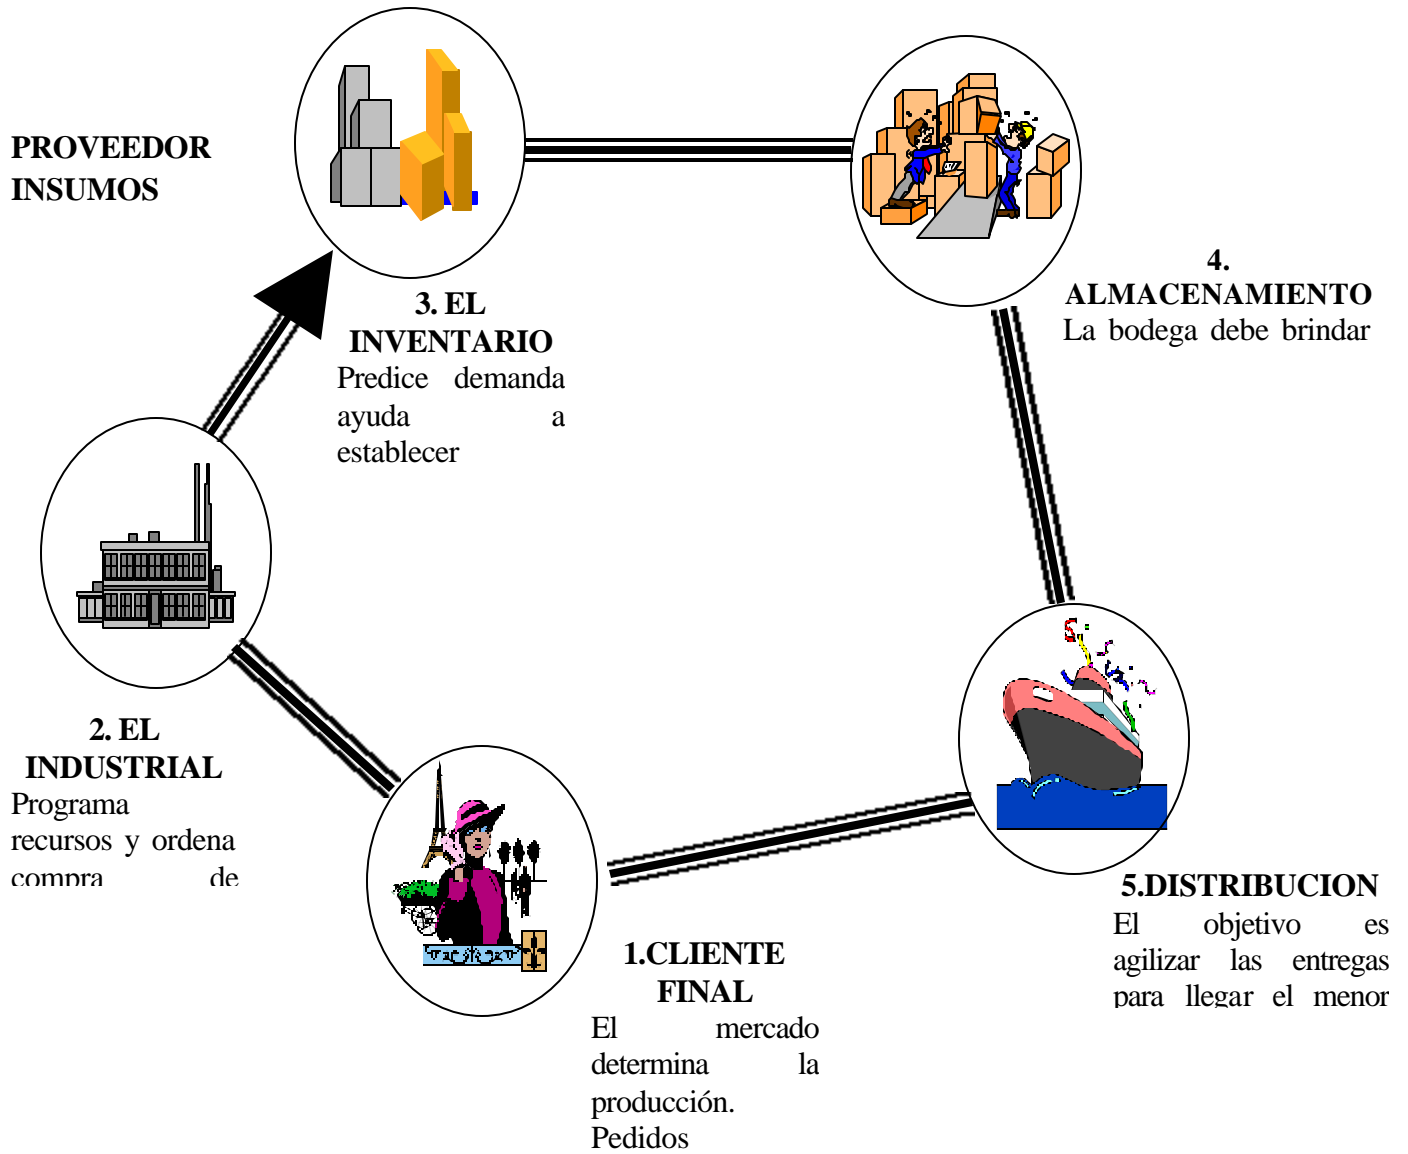 PROVEEDOR
INSUMOS
3. EL
INVENTARIO
Predice demanda
ayuda a
establecer
4.
ALMACENAMIENTO
La bodega debe brindar
2. EL
INDUSTRIAL
Programa
recursos y ordena
compra de
1.CLIENTE
FINAL
El mercado
determina la
producción.
Pedidos
5.DISTRIBUCION
El objetivo es
agilizar las entregas
para llegar el menor